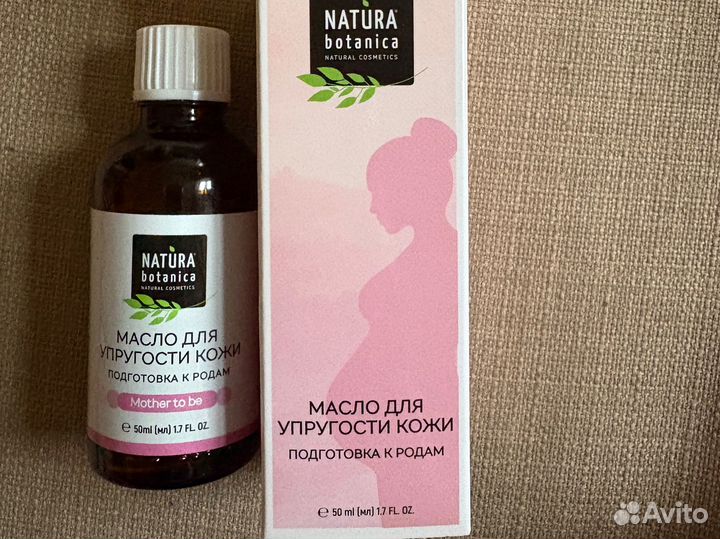 NATURA
botanica
NATURAL COSMETICS
МАСЛО ДЛЯ
УПРУГОСТИ КОЖИ
ПОДГОТОВКА К РОДАМ
Mother to be
℮ 50ml (мл) 1.7 FL. OZ.
NATURA®
botanica
NATURAL COSMETICS
МАСЛО ДЛЯ
УПРУГОСТИ КОЖИ
ПОДГОТОВКА К РОДАМ
℮ 50 ml (мл) 1.7 FL. OZ.
Avito